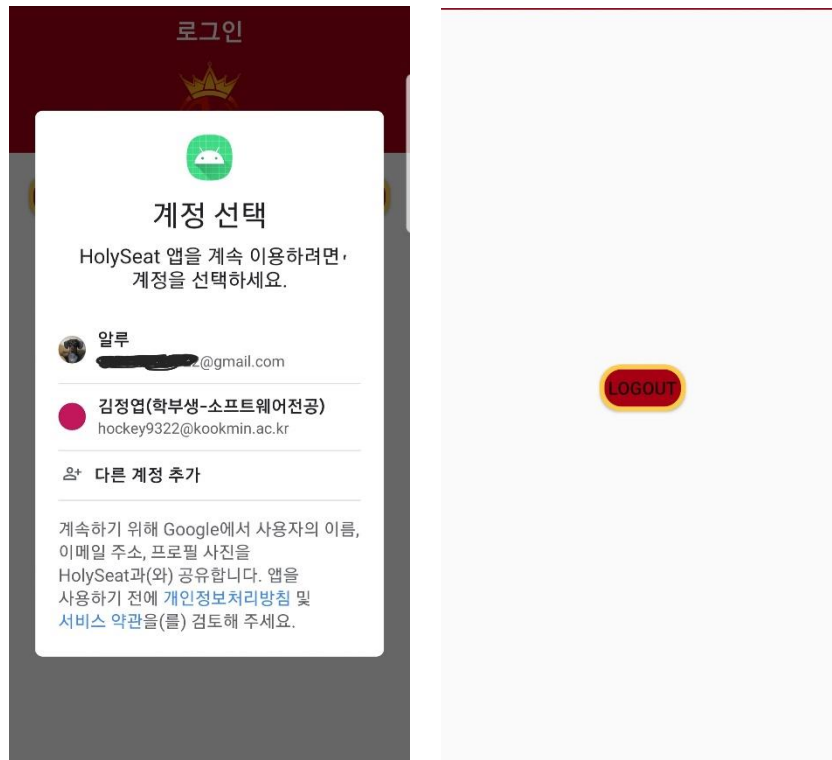 로그인
계정 선택
HolySeat 앱을 계속 이용하려면
계정을 선택하세요.
알루
@gmail.com
김정엽(학부생-소프트웨어전공)
hockey9322@kookmin.ac.kr
다른 계정 추가
계속하기 위해 Google에서 사용자의 이름,
이메일 주소, 프로필 사진을
HolySeat과(와) 공유합니다. 앱을
사용하기 전에 개인정보처리방침 및
서비스 약관을(를) 검토해 주세요.
LOGOUT